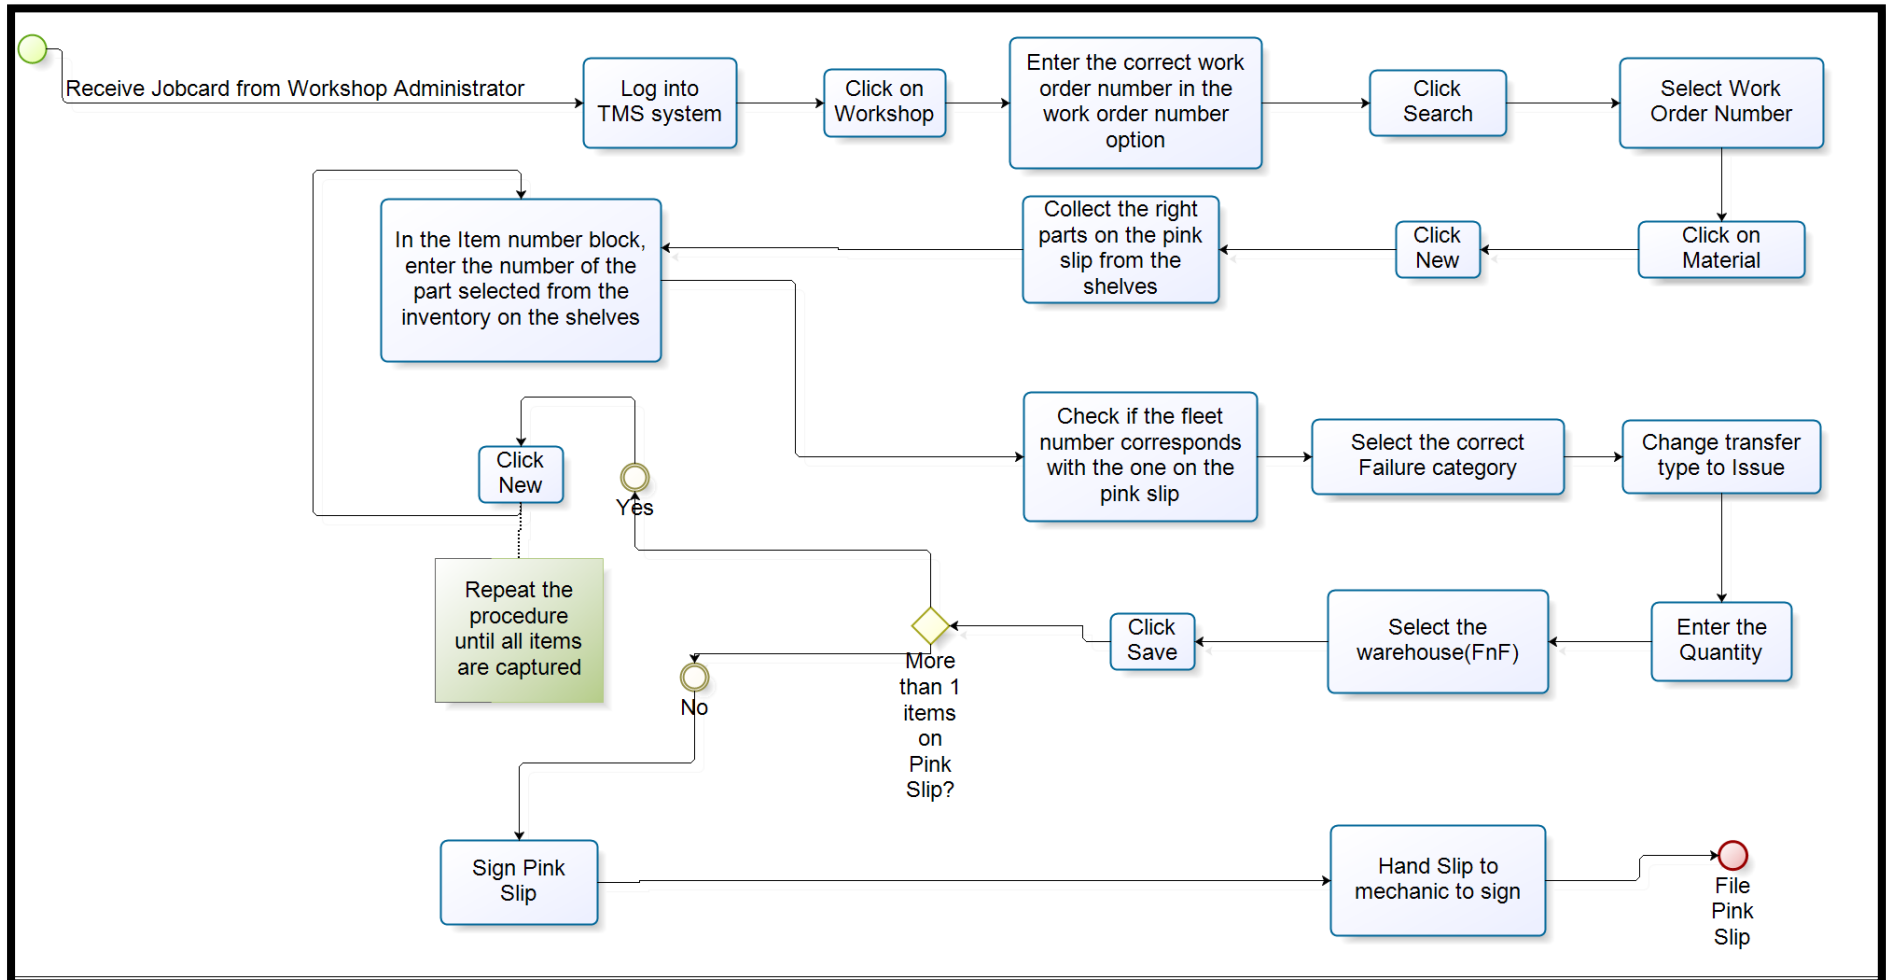 Receive Jobcard from Workshop Administrator
Log into
TMS system
Click on
Workshop
Enter the correct work
order number in the
work order number
option
Click
Search
Select Work
Order Number
Click on
Material
Click
New
Collect the right
parts on the pink
slip from the
shelves
In the Item number block,
enter the number of the
part selected from the
inventory on the shelves
Check if the fleet
number corresponds
with the one on the
pink slip
Select the correct
Failure category
Change transfer
type to Issue
Enter the
Quantity
Select the
warehouse(FnF)
Click
Save
More
than 1
items
on
Pink
Slip?
Yes
Click
New
Repeat the
procedure
until all items
are captured
No
Sign Pink
Slip
Hand Slip to
mechanic to sign
File
Pink
Slip